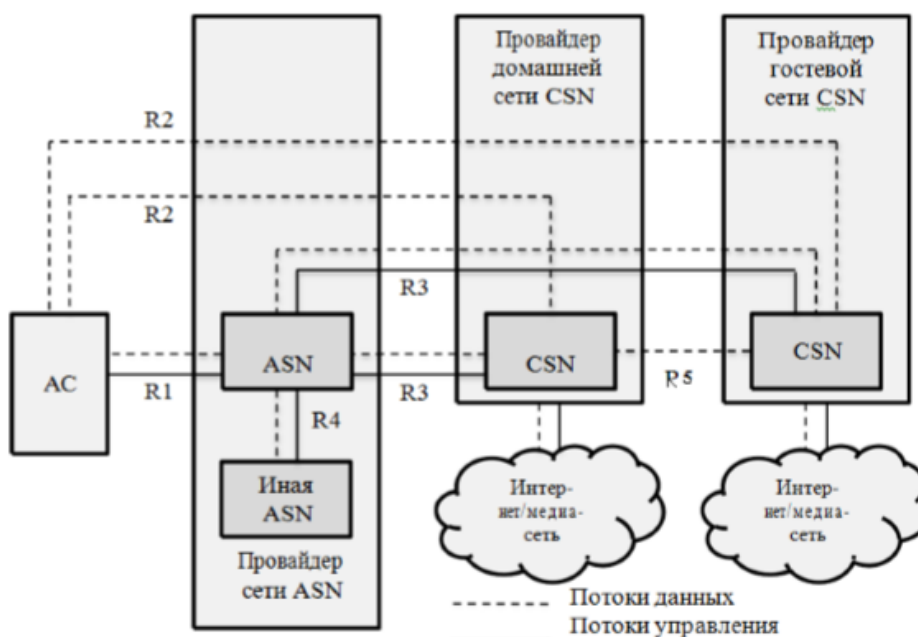 Провайдер
домашней
сети CSN
Провайдер
гостевой
сети CSN
R2
R2
R3
AC
R1
ASN
R3
CSN
R5
CSN
R4
Иная
ASN
Провайдер
сети ASN
Интер-
нет/медиа-
сеть
Интер-
нет/медиа-
сеть
Потоки данных
Потоки управления